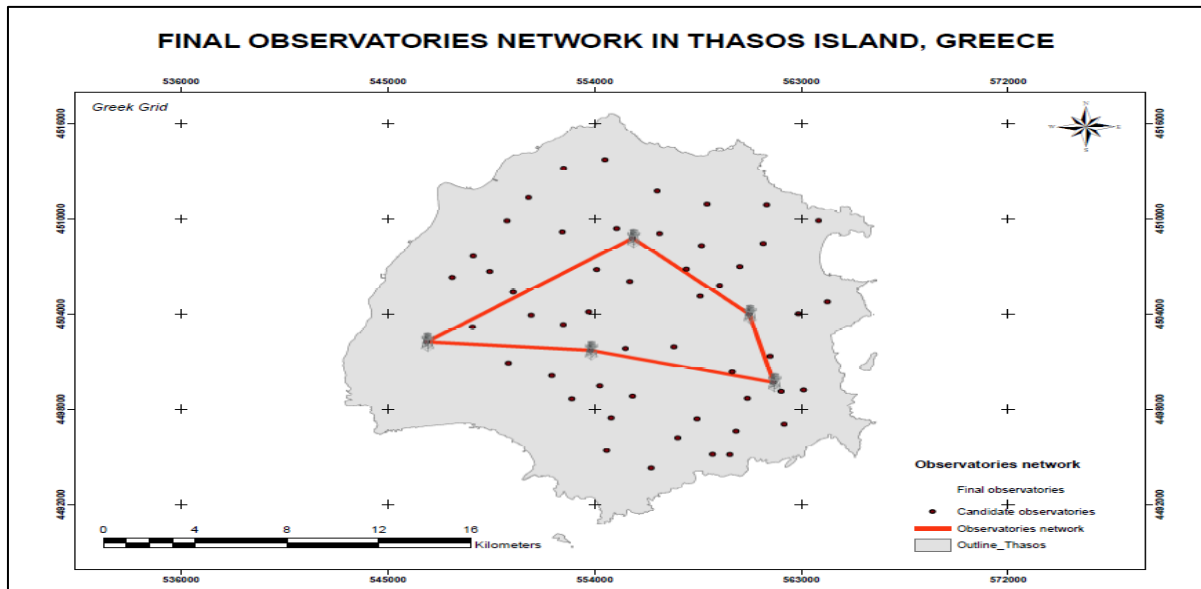 FINAL OBSERVATORIES NETWORK IN THASOS ISLAND, GREECE
536000 545000 554000 563000 572000
Greek Grid
N
W E
S
4516000 4516000
4510000 4510000
4504000 4504000
4498000 4498000
4492000 4492000
Observatories network
Final observatories
Candidate observatories
Observatories network
Outline_Thasos
0 4 8 12 16
Kilometers
536000 545000 554000 563000 572000